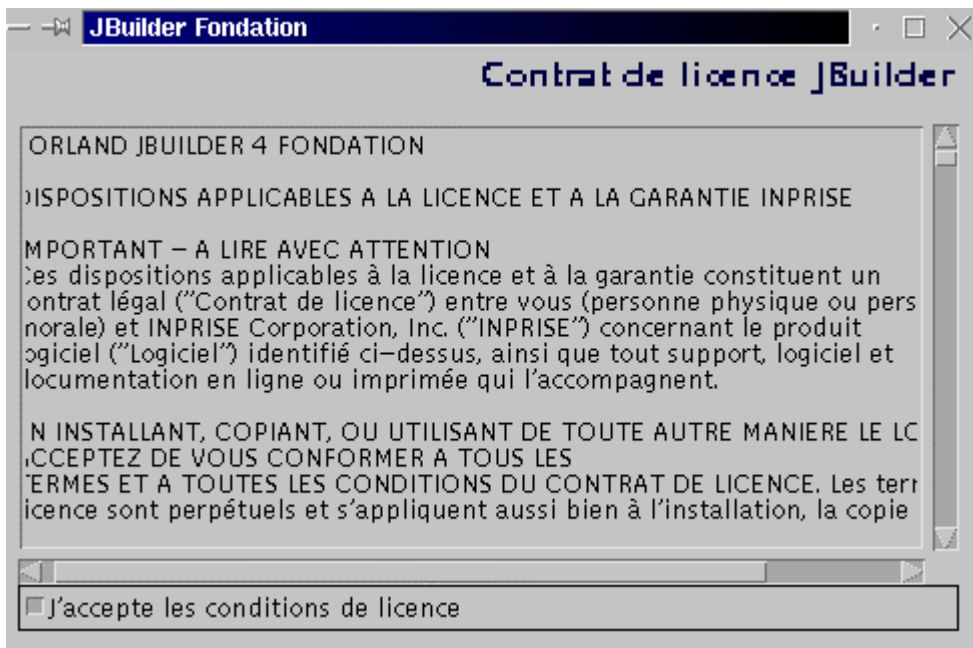 JBuilder Fondation
Contrat de licence JBuilder
ORLAND JBUILDER 4 FONDATION
ISPOSITIONS APPLICABLES A LA LICENCE ET A LA GARANTIE INPRISE
MPORTANT – A LIRE AVEC ATTENTION
es dispositions applicables à la licence et à la garantie constituent un
ontrat légal ("Contrat de licence") entre vous (personne physique ou pers
orale) et INPRISE Corporation, Inc. ("INPRISE") concernant le produit
ogiciel ("Logiciel") identifié ci–dessus, ainsi que tout support, logiciel et
ocumentation en ligne ou imprimée qui l'accompagnent.
N INSTALLANT, COPIANT, OU UTILISANT DE TOUTE AUTRE MANIERE LE LO
CCEPTEZ DE VOUS CONFORMER A TOUS LES
ERMES ET A TOUTES LES CONDITIONS DU CONTRAT DE LICENCE. Les terr
icence sont perpétuels et s'appliquent aussi bien à l'installation, la copie
J'accepte les conditions de licence